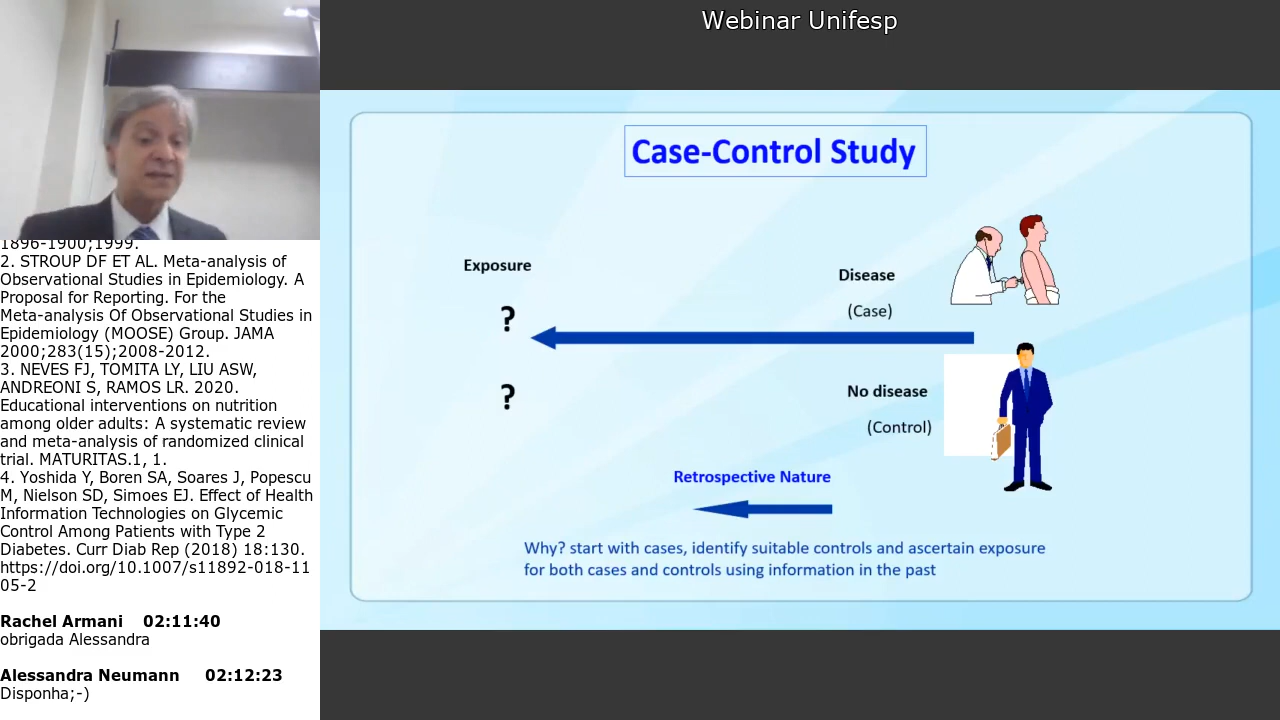 Webinar Unifesp
1896-1900;1999.
2. STROUP DF ET AL. Meta-analysis of
Observational Studies in Epidemiology. A
Proposal for Reporting. For the
Meta-analysis Of Observational Studies in
Epidemiology (MOOSE) Group. JAMA
2000;283(15);2008-2012.
3. NEVES FJ, TOMITA LY, LIU ASW,
ANDREONI S, RAMOS LR. 2020.
Educational interventions on nutrition
among older adults: A systematic review
and meta-analysis of randomized clinical
trial. MATURITAS.1, 1.
4. Yoshida Y, Boren SA, Soares J, Popescu
M, Nielson SD, Simoes EJ. Effect of Health
Information Technologies on Glycemic
Control Among Patients with Type 2
Diabetes. Curr Diab Rep (2018) 18:130.
https://doi.org/10.1007/s11892-018-11
05-2
Rachel Armani 02:11:40
obrigada Alessandra
Alessandra Neumann 02:12:23
Disponha;-)
Case-Control Study
Exposure
Disease
(Case)
?
?
No disease
(Control)
Retrospective Nature
Why? start with cases, identify suitable controls and ascertain exposure
for both cases and controls using information in the past